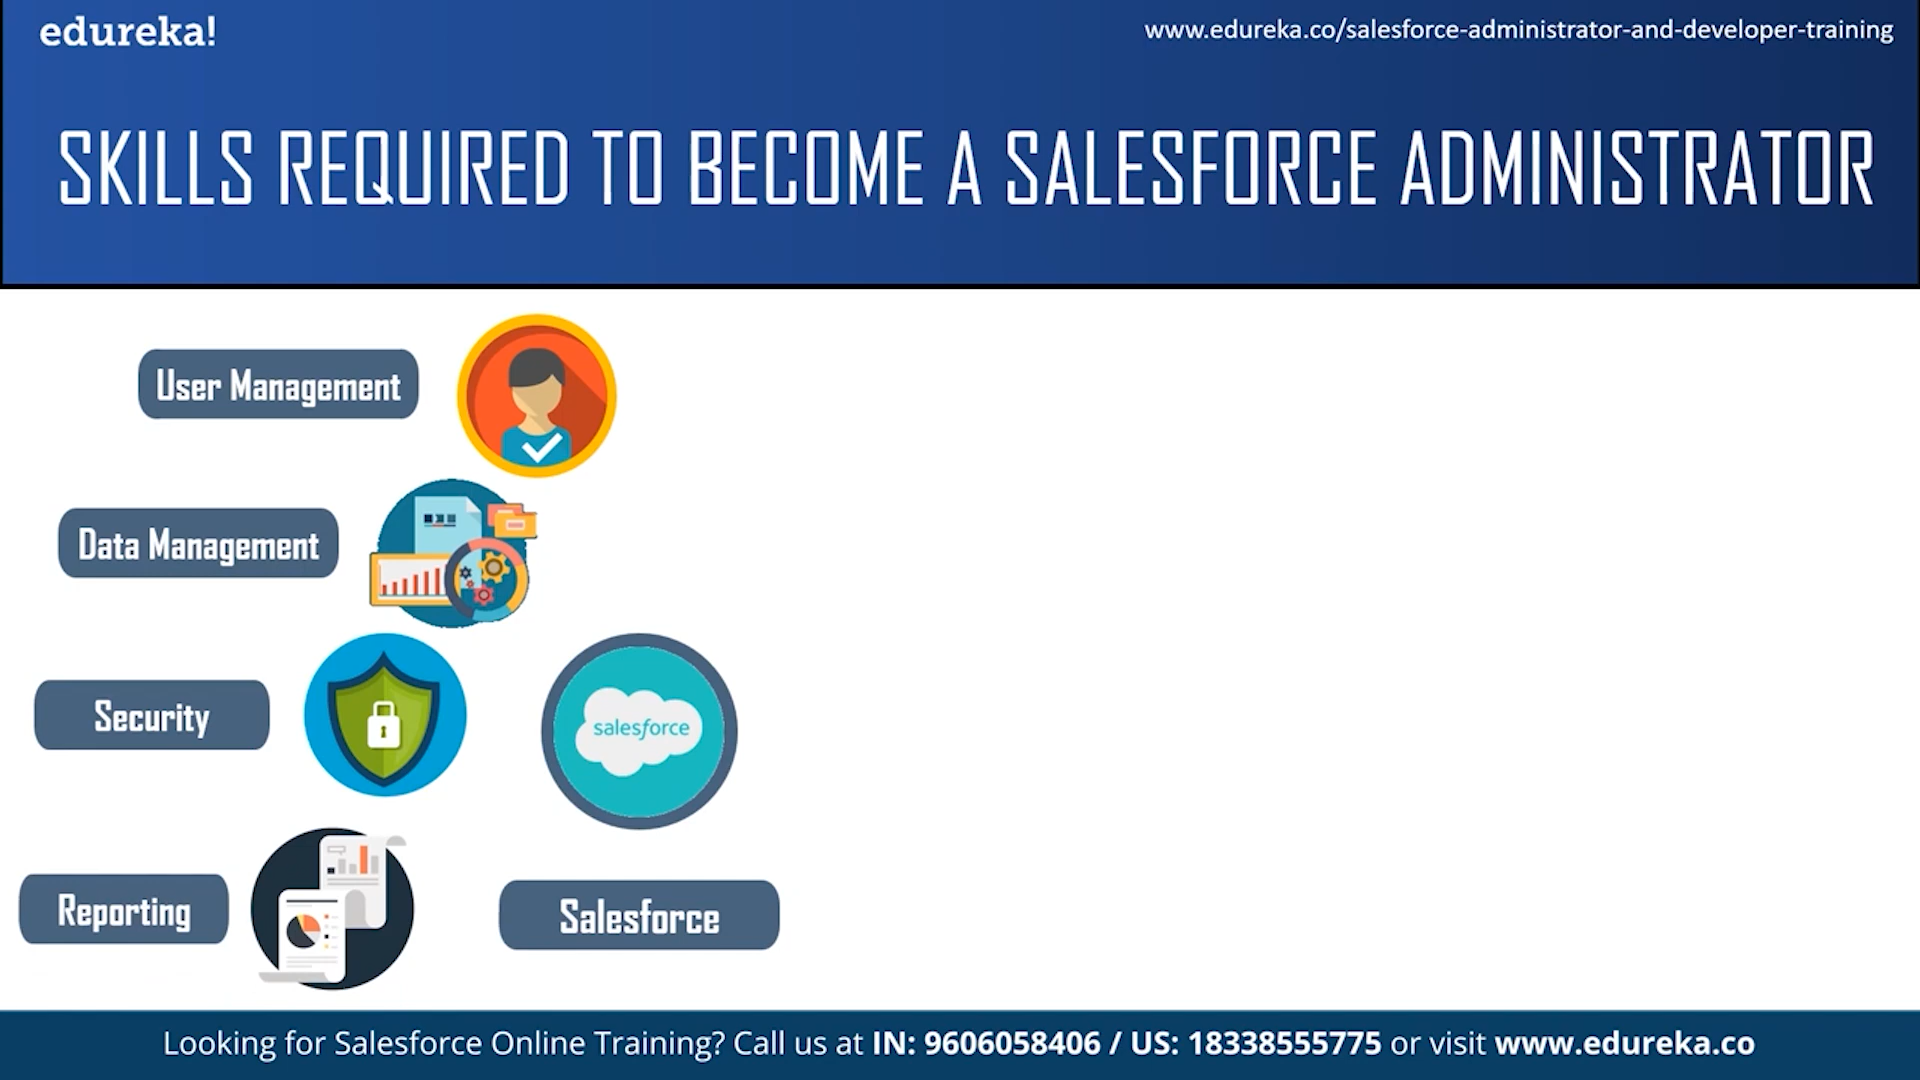 edureka!
www.edureka.co/salesforce-administrator-and-developer-training
SKILLS REQUIRED TO BECOME A SALESFORCE ADMINISTRATOR
User Management
Data Management
Security
salesforce
Reporting
Salesforce
Looking for Salesforce Online Training? Call us at IN: 9606058406 / US: 18338555775 or visit www.edureka.co